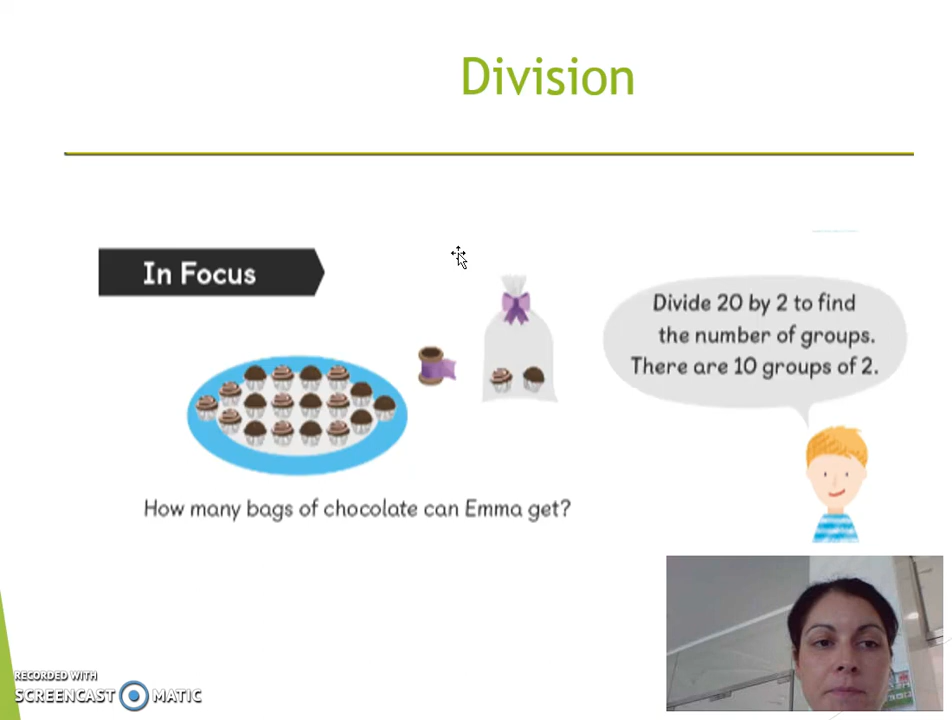 Division
In Focus
Divide 20 by 2 to find
the number of groups.
There are 10 groups of 2.
How many bags of chocolate can Emma get?
RECORDED WITH
SCREENCAST MATIC